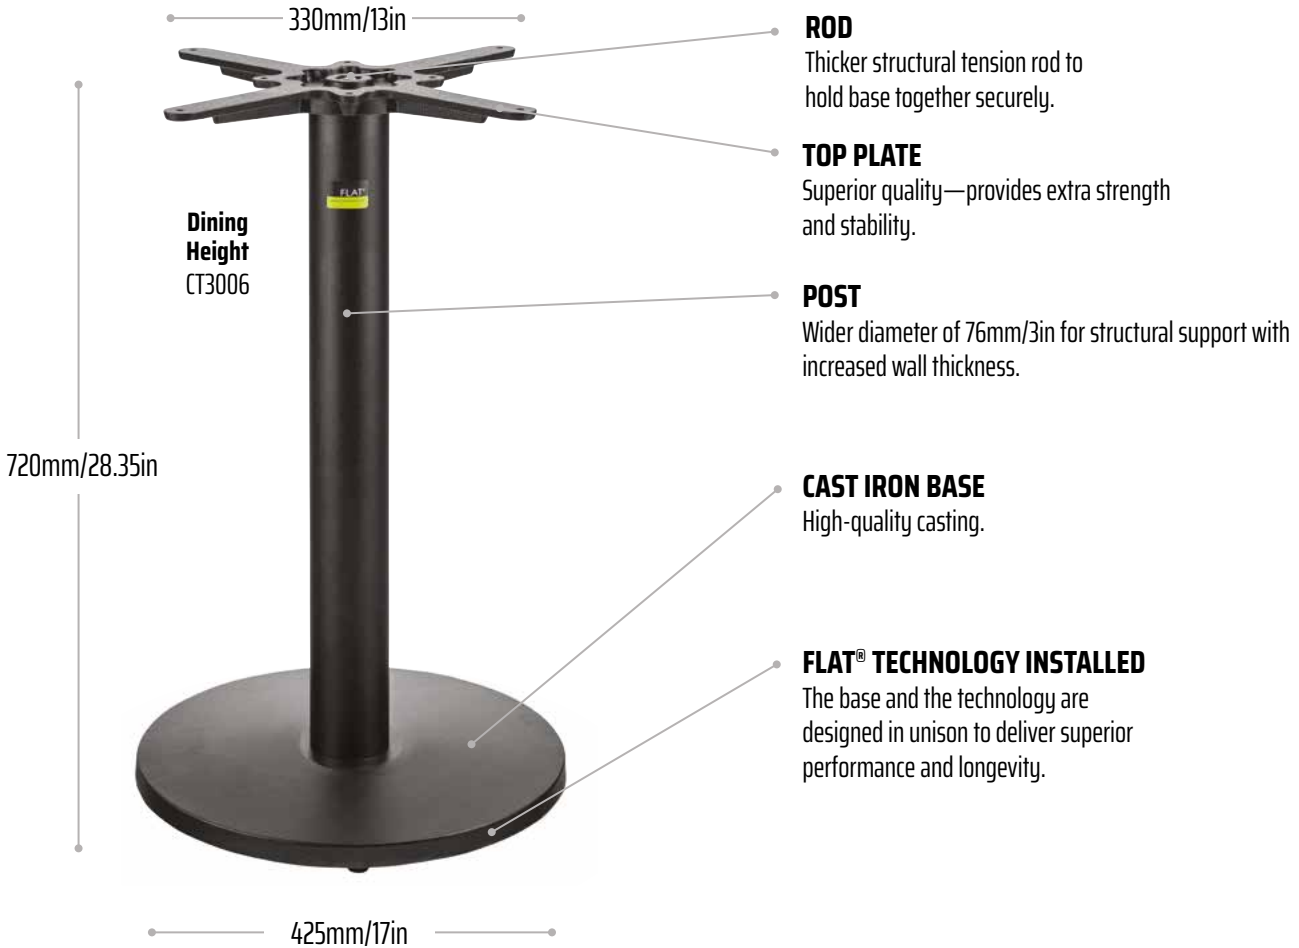 330mm/13in
ROD
Thicker structural tension rod to
hold base together securely.
TOP PLATE
Superior quality—provides extra strength
and stability.
FLAT®
Dining
Height
CT3006
POST
Wider diameter of 76mm/3in for structural support with
increased wall thickness.
720mm/28.35in
CAST IRON BASE
High-quality casting.
FLAT® TECHNOLOGY INSTALLED
The base and the technology are
designed in unison to deliver superior
performance and longevity.
425mm/17in